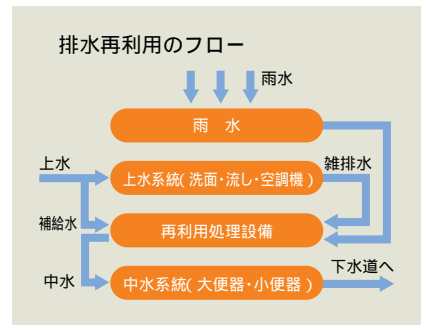 排水再利用のフロー
雨水
雨 水
上水
上水系統(洗面・流し・空調機)
雑排水
補給水
再利用処理設備
下水道へ
中水
中水系統(大便器・小便器)